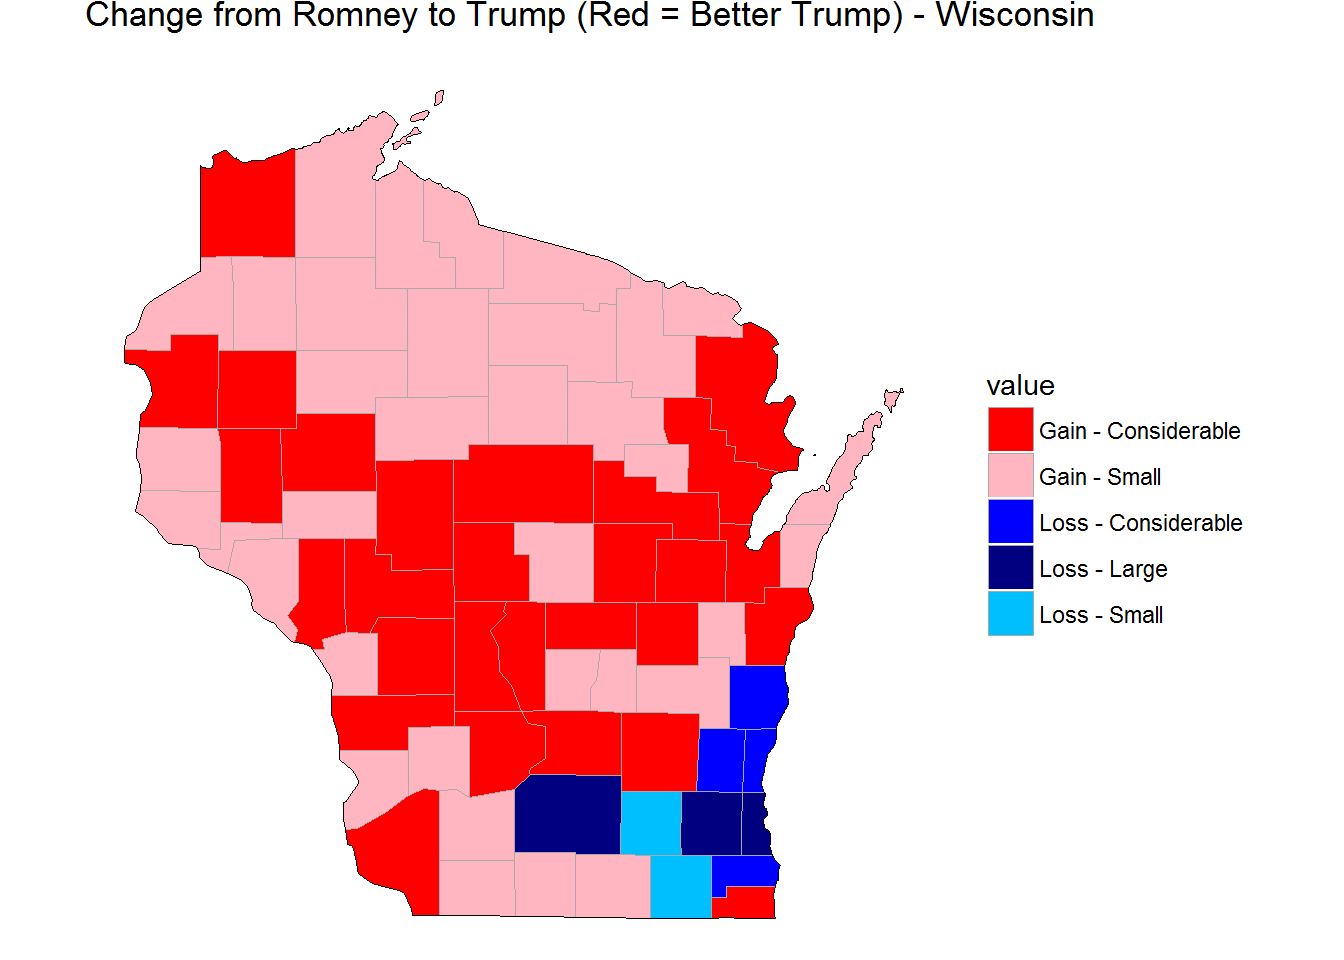 Change from Romney to Trump (Red = Better Trump) - Wisconsin
value
Gain - Considerable
Gain - Small
Loss - Considerable
Loss - Large
Loss - Small